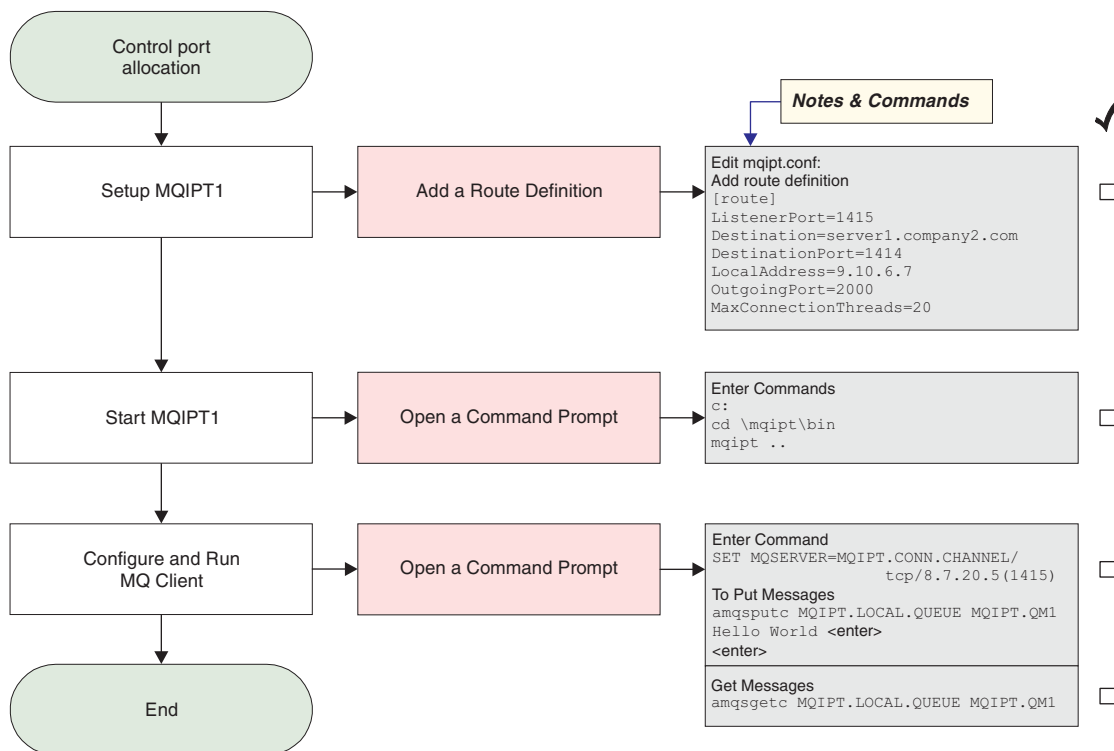 Control port
allocation
Notes & Commands
Setup MQIPT1
Add a Route Definition
Edit mqipt.conf:
Add route definition
[route]
ListenerPort=1415
Destination=server1.company2.com
DestinationPort=1414
LocalAddress=9.10.6.7
OutgoingPort=2000
MaxConnectionThreads=20
Start MQIPT1
Open a Command Prompt
Enter Commands
c:
cd \mqipt\bin
mqipt ..
Configure and Run
MQ Client
Open a Command Prompt
Enter Command
SET MQSERVER=MQIPT.CONN.CHANNEL/
tcp/8.7.20.5(1415)
To Put Messages
amqsputc MQIPT.LOCAL.QUEUE MQIPT.QM1
Hello World <enter>
<enter>
Get Messages
amqsgetc MQIPT.LOCAL.QUEUE MQIPT.QM1
End